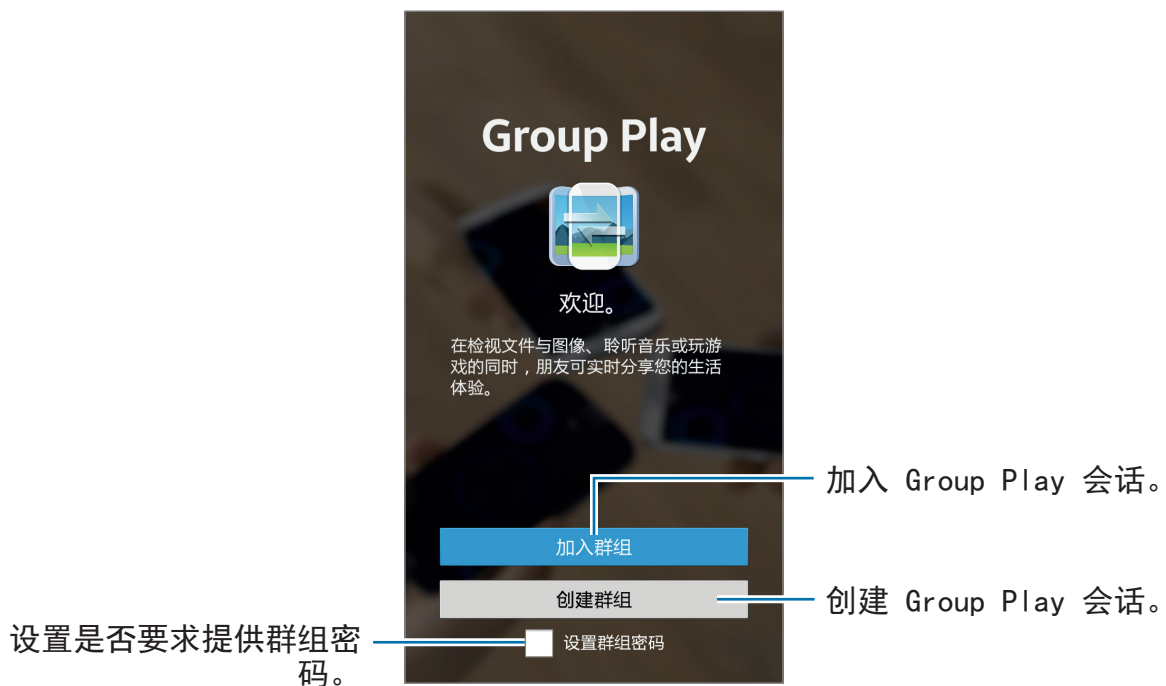 Group Play
欢迎。
在检视文件与图像、聆听音乐或玩游
戏的同时，朋友可实时分享您的生活
体验。
加入 Group Play 会话。
加入群组
创建群组
创建 Group Play 会话。
设置是否要求提供群组密
码。
设置群组密码